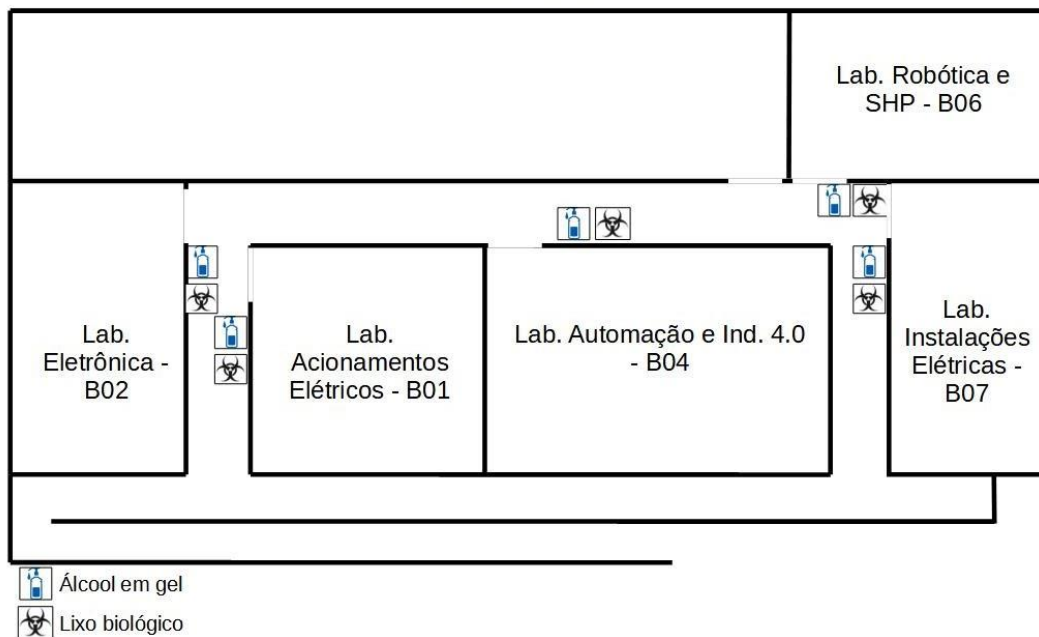 Lab. Robótica e
SHP - B06
Lab.
Eletrônica -
B02
Lab.
Acionamentos
Elétricos - B01
Lab. Automação e Ind. 4.0
- B04
Lab.
Instalações
Elétricas -
B07
Álcool em gel
Lixo biológico